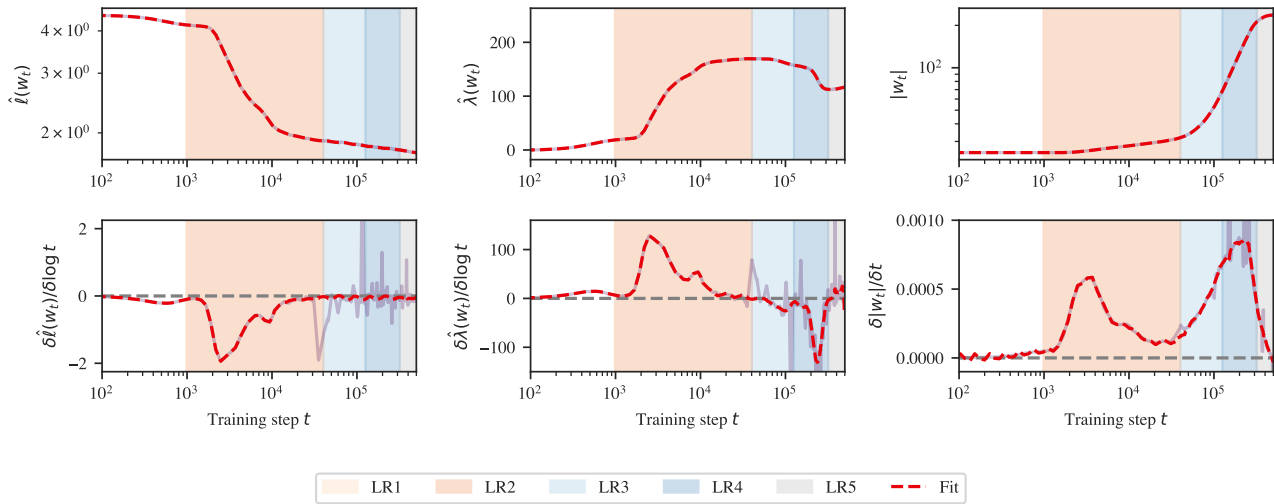 ℓ̂(w_t)
4 × 10⁰
3 × 10⁰
2 × 10⁰
10² 10³ 10⁴ 10⁵
λ̂(w_t)
200
100
0
10² 10³ 10⁴ 10⁵
|w_t|
10²
10² 10³ 10⁴ 10⁵
δℓ̂(w_t)/δlog t
2
0
−2
10² 10³ 10⁴ 10⁵
Training step t
δλ̂(w_t)/δlog t
100
0
−100
10² 10³ 10⁴ 10⁵
Training step t
δ|w_t|/δt
0.0010
0.0005
0.0000
10² 10³ 10⁴ 10⁵
Training step t
LR1 LR2 LR3 LR4 LR5 Fit